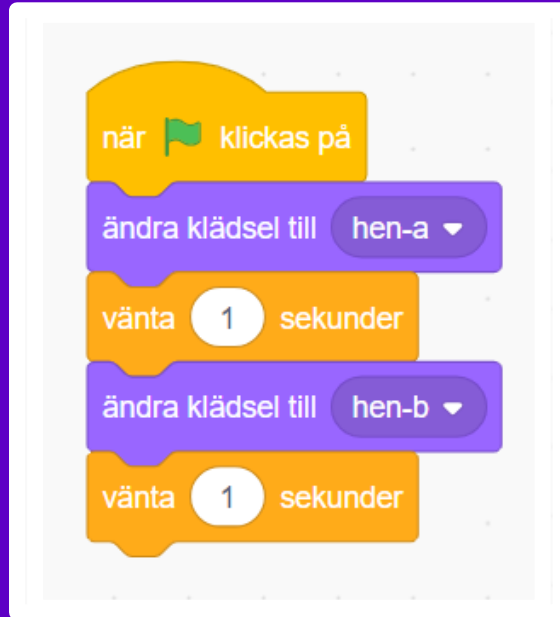 när klickas på
ändra klädsel till hen-a
vänta 1 sekunder
ändra klädsel till hen-b
vänta 1 sekunder